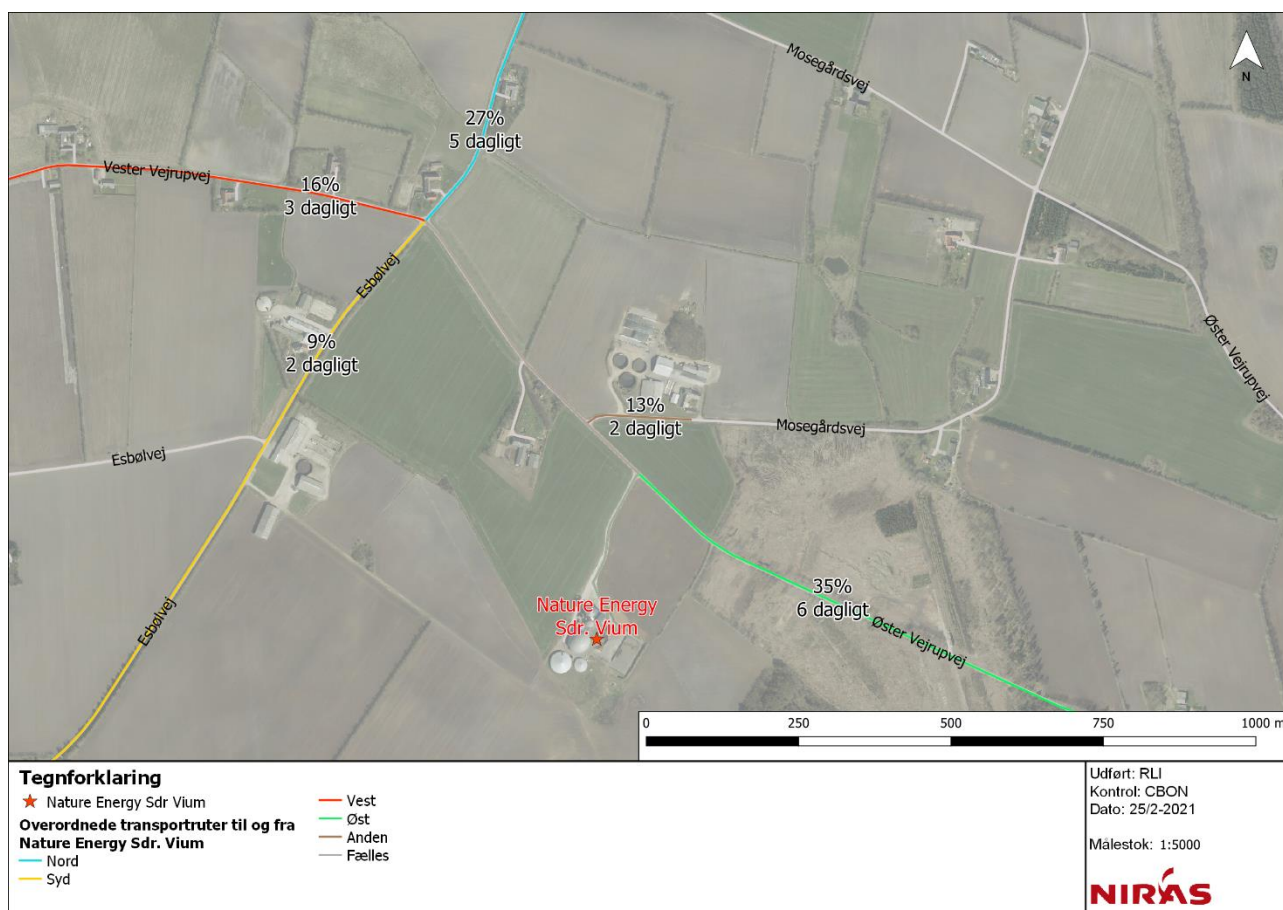 Mosegårdsvej
N
27%
5 dagligt
Vester Vejrupvej
16%
3 dagligt
Esbølvej
9%
2 dagligt
Øster Vejrupvej
13%
2 dagligt
Mosegårdsvej
Esbølvej
35%
6 dagligt
Nature Energy
Sdr. Vium
Esbølvej
Øster Vejrupvej
0 250 500 750 1000 m
Tegnforklaring
Nature Energy Sdr Vium
Overordnede transportruter til og fra
Nature Energy Sdr. Vium
Nord
Syd
Vest
Øst
Anden
Fælles
Udført: RLI
Kontrol: CBON
Dato: 25/2-2021
Målestok: 1:5000
NIRAS